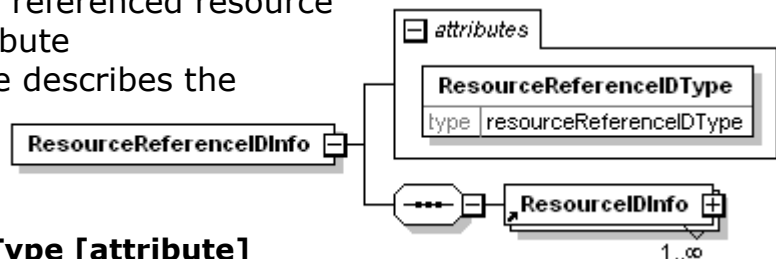 referenced resource
bute
e describes the
attributes
ResourceReferenceIDType
type resourceReferenceIDType
ResourceReferenceIDInfo
ResourceIDInfo
1..∞
Type [attribute]